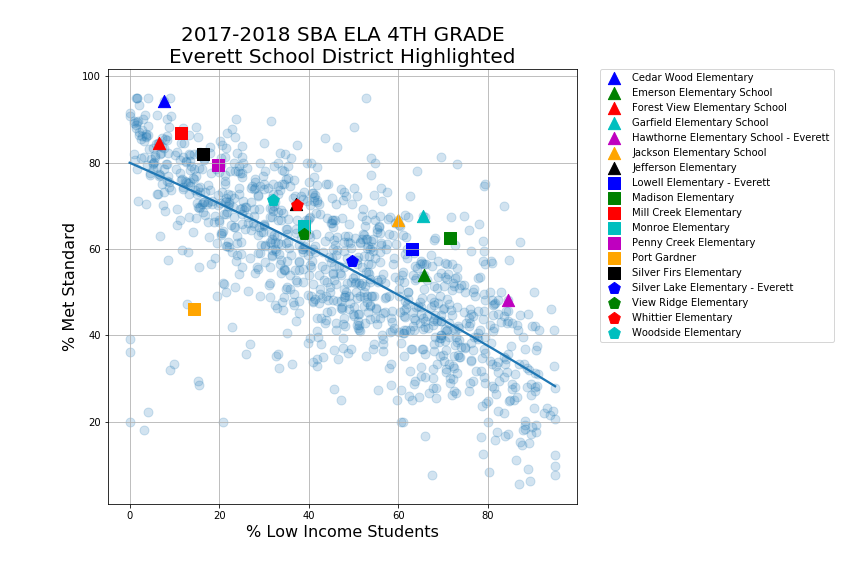 2017-2018 SBA ELA 4TH GRADE
Everett School District Highlighted
% Met Standard
100
80
60
40
20
0
20
40
60
80
% Low Income Students
Cedar Wood Elementary
Emerson Elementary School
Forest View Elementary School
Garfield Elementary School
Hawthorne Elementary School - Everett
Jackson Elementary School
Jefferson Elementary
Lowell Elementary - Everett
Madison Elementary
Mill Creek Elementary
Monroe Elementary
Penny Creek Elementary
Port Gardner
Silver Firs Elementary
Silver Lake Elementary - Everett
View Ridge Elementary
Whittier Elementary
Woodside Elementary